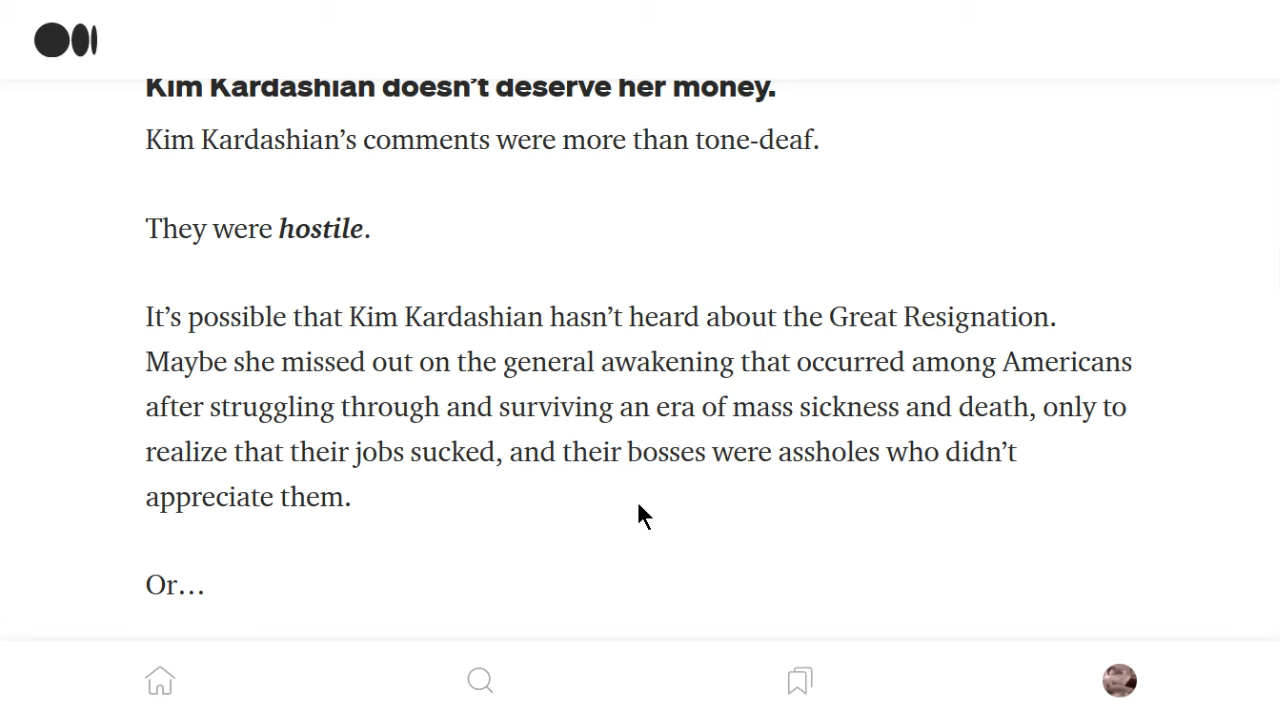 Kim Kardashian doesn’t deserve her money.
Kim Kardashian’s comments were more than tone-deaf.
They were hostile.
It’s possible that Kim Kardashian hasn’t heard about the Great Resignation.
Maybe she missed out on the general awakening that occurred among Americans
after struggling through and surviving an era of mass sickness and death, only to
realize that their jobs sucked, and their bosses were assholes who didn’t
appreciate them.
Or…